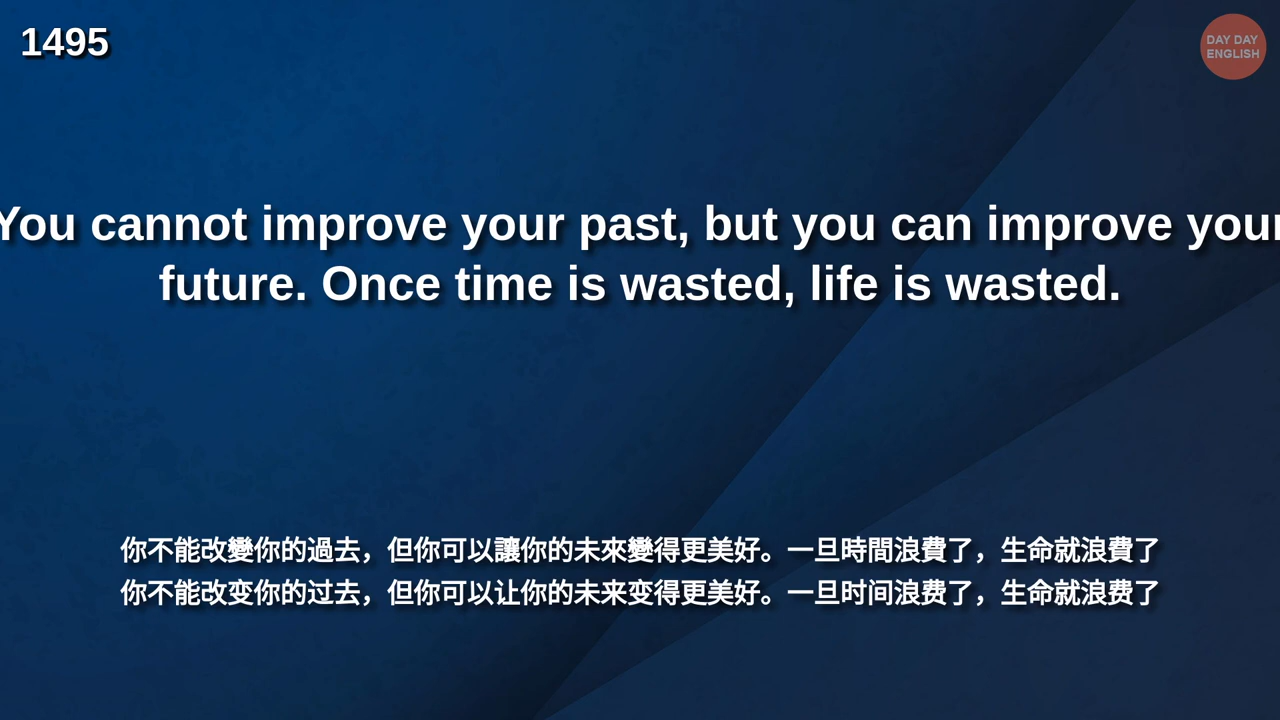 1495
DAY DAY
ENGLISH
You cannot improve your past, but you can improve your
future. Once time is wasted, life is wasted.
你不能改變你的過去，但你可以讓你的未來變得更美好。一旦時間浪費了，生命就浪費了
你不能改变你的过去，但你可以让你的未来变得更美好。一旦时间浪费了，生命就浪费了